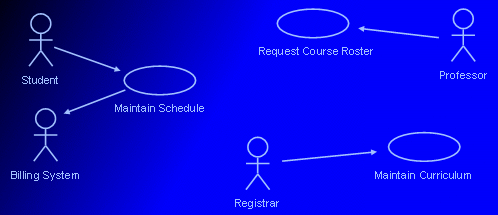 Request Course Roster
Student
Professor
Maintain Schedule
Billing System
Maintain Curriculum
Registrar